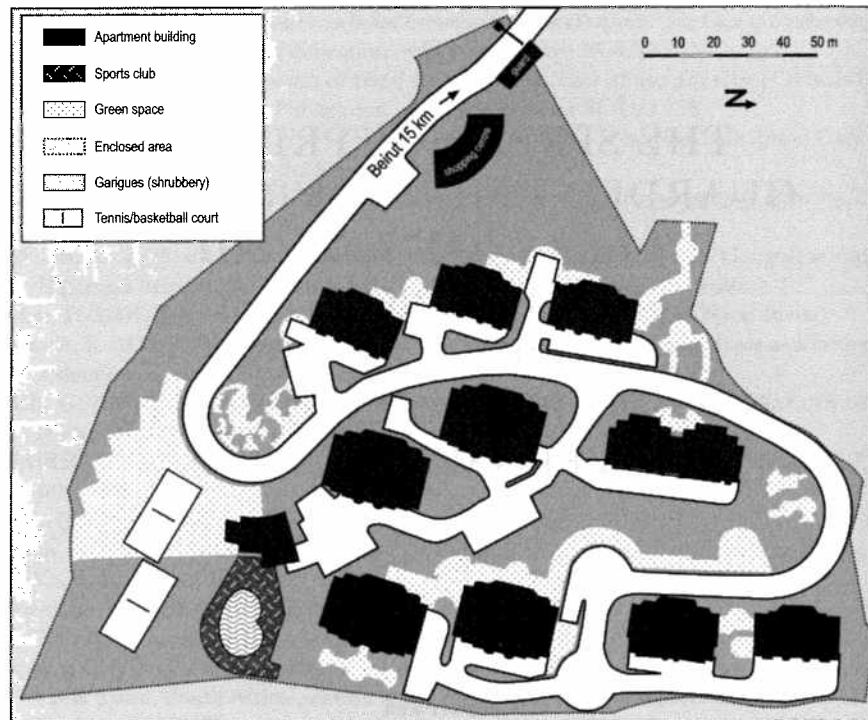 Apartment building
Sports club
Green space
Enclosed area
Garigues (shrubbery)
Tennis/basketball court
0 10 20 30 40 50 m
N
guard
shopping centre
Beirut 15 km